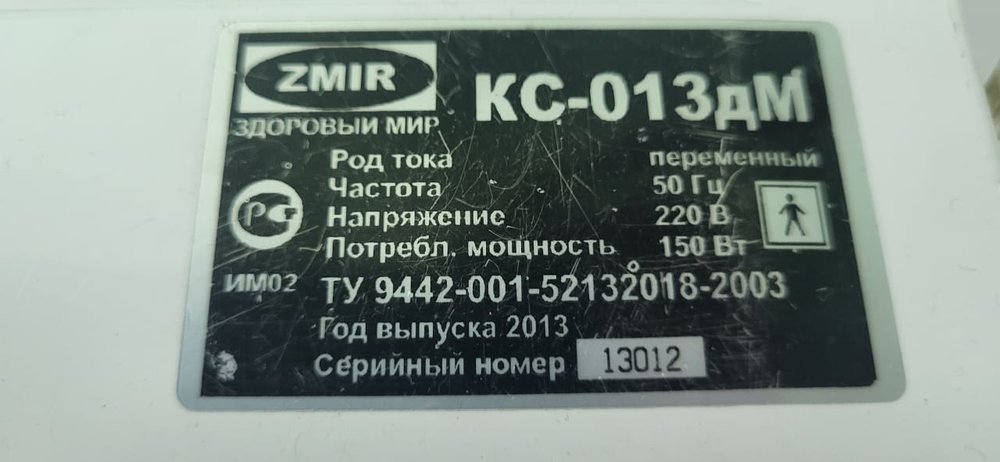 ZMIR
ЗДОРОВЫЙ МИР
КС-013дМ
Род тока переменный
Частота 50 Гц
Напряжение 220 В
Потребл. мощность 150 Вт
РС
ИМ02
ТУ 9442-001-52132018-2003
Год выпуска 2013
Серийный номер 13012